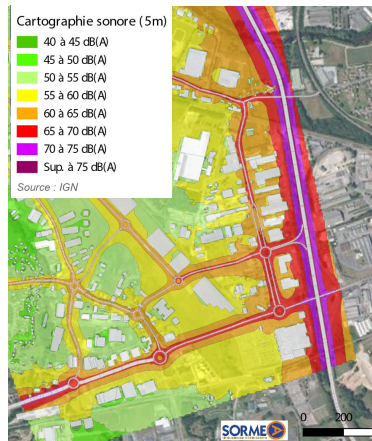 Cartographie sonore (5m)
40 à 45 dB(A)
45 à 50 dB(A)
50 à 55 dB(A)
55 à 60 dB(A)
60 à 65 dB(A)
65 à 70 dB(A)
70 à 75 dB(A)
Sup. à 75 dB(A)
Source : IGN
SORMEA
0 200